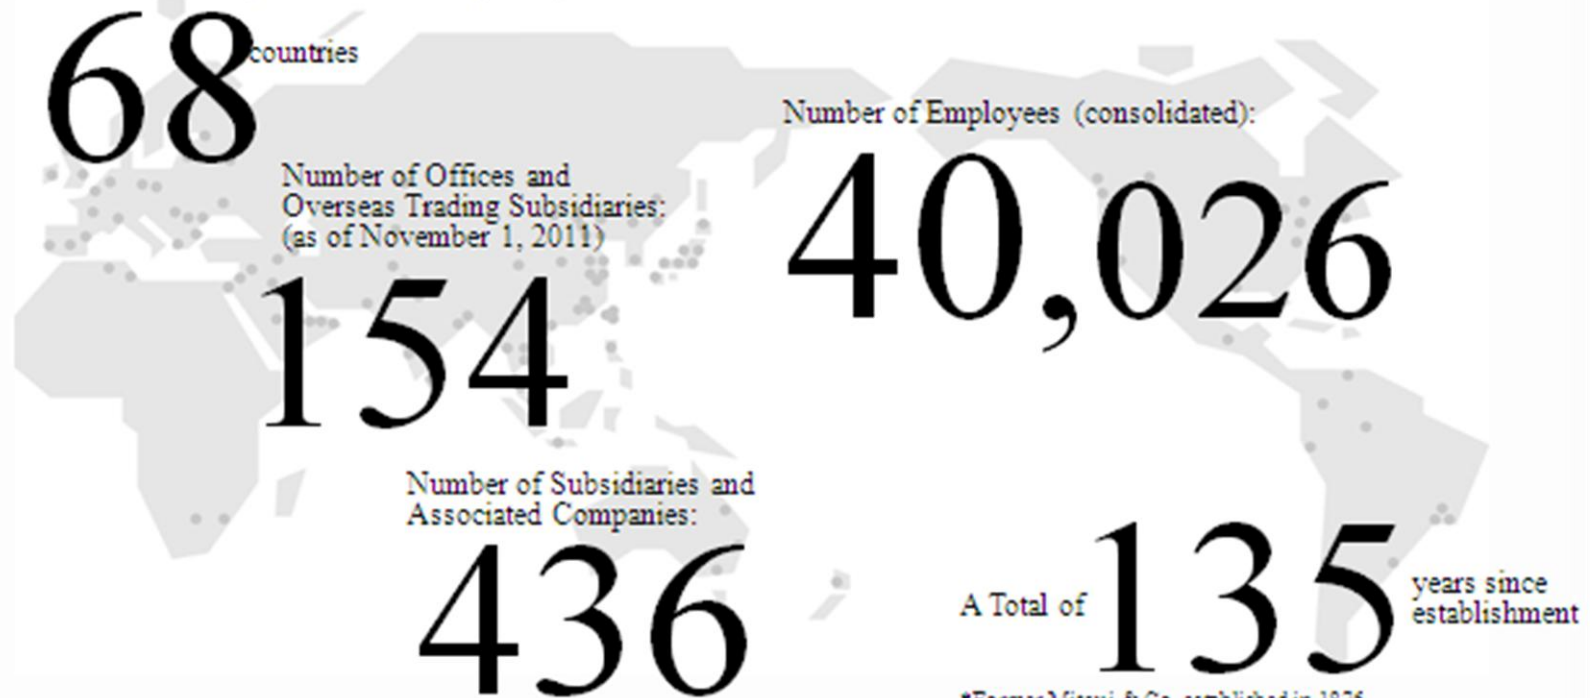 68 countries
Number of Employees (consolidated):
40,026
Number of Offices and
Overseas Trading Subsidiaries:
(as of November 1, 2011)
154
Number of Subsidiaries and
Associated Companies:
436
A Total of 135 years since
establishment